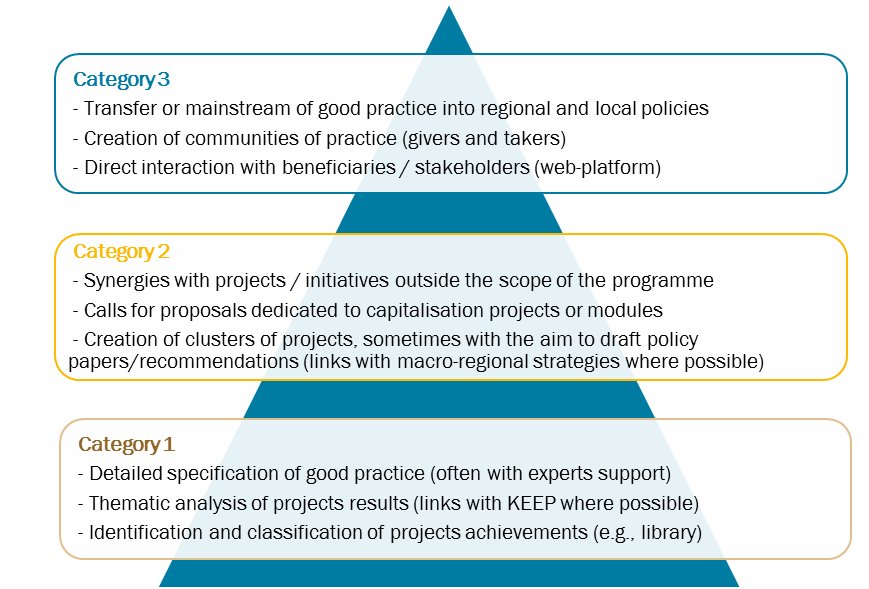 Category 3
- Transfer or mainstream of good practice into regional and local policies
- Creation of communities of practice (givers and takers)
- Direct interaction with beneficiaries / stakeholders (web-platform)
Category 2
- Synergies with projects / initiatives outside the scope of the programme
- Calls for proposals dedicated to capitalisation projects or modules
- Creation of clusters of projects, sometimes with the aim to draft policy
papers/recommendations (links with macro-regional strategies where possible)
Category 1
- Detailed specification of good practice (often with experts support)
- Thematic analysis of projects results (links with KEEP where possible)
- Identification and classification of projects achievements (e.g., library)